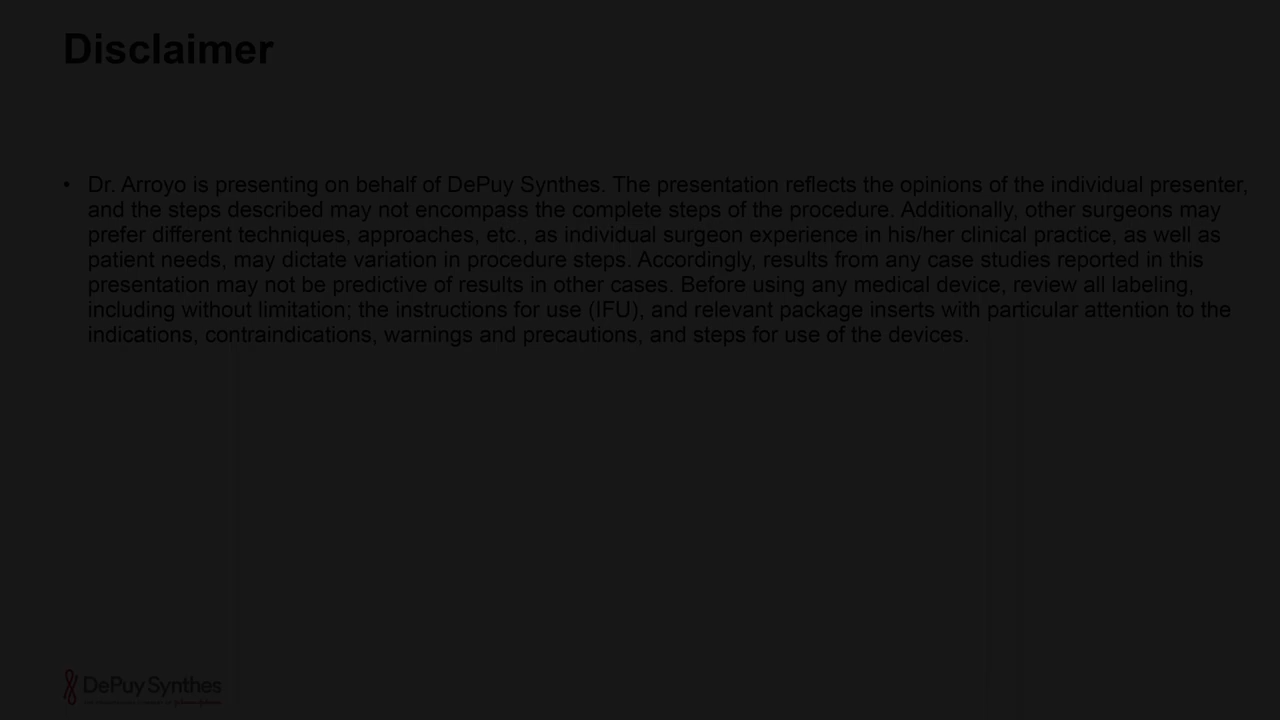 Disclaimer
• Dr. Arroyo is presenting on behalf of DePuy Synthes. The presentation reflects the opinions of the individual presenter,
and the steps described may not encompass the complete steps of the procedure. Additionally, other surgeons may
prefer different techniques, approaches, etc., as individual surgeon experience in his/her clinical practice, as well as
patient needs, may dictate variation in procedure steps. Accordingly, results from any case studies reported in this
presentation may not be predictive of results in other cases. Before using any medical device, review all labeling,
including without limitation; the instructions for use (IFU), and relevant package inserts with particular attention to the
indications, contraindications, warnings and precautions, and steps for use of the devices.
DePuy Synthes